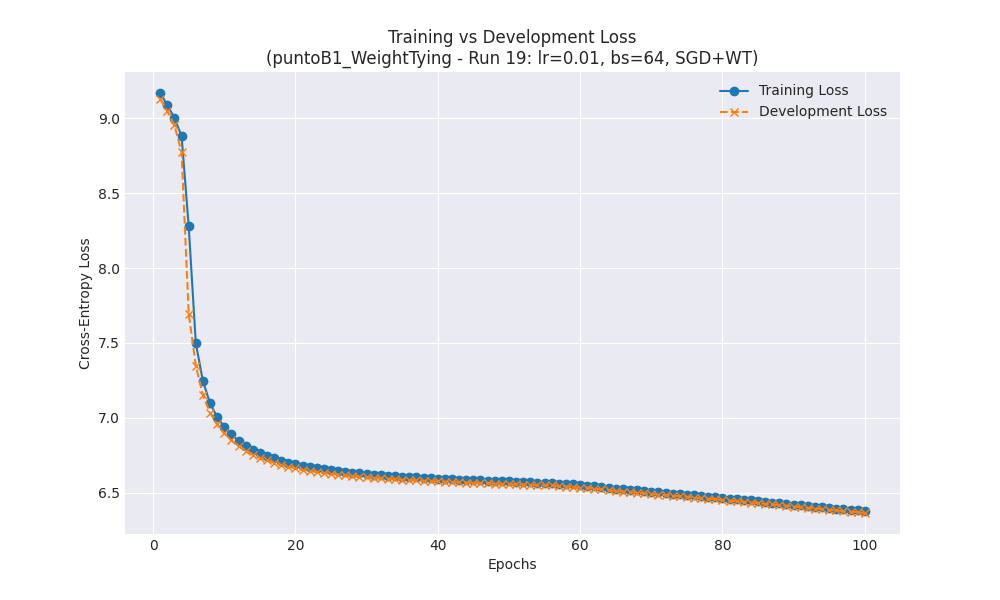 Training vs Development Loss
(puntoB1_WeightTying - Run 19: lr=0.01, bs=64, SGD+WT)
Training Loss
Development Loss
Cross-Entropy Loss
9.0
8.5
8.0
7.5
7.0
6.5
0 20 40 60 80 100
Epochs